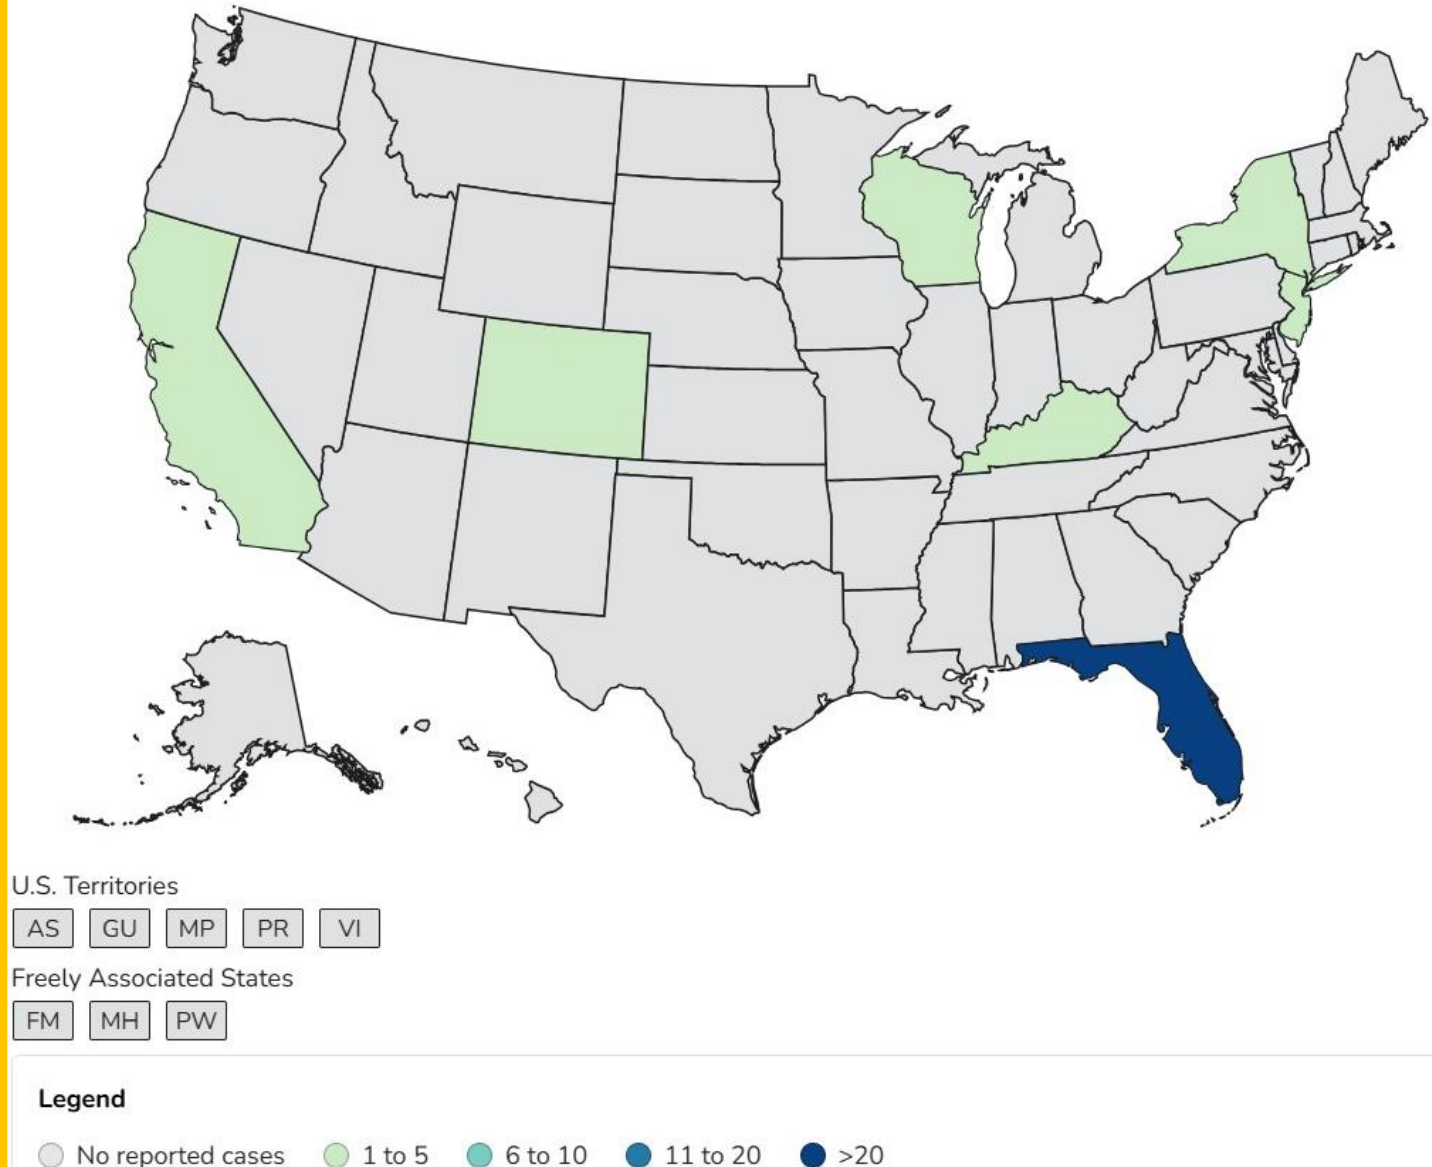 U.S. Territories
AS GU MP PR VI
Freely Associated States
FM MH PW
Legend
No reported cases 1 to 5 6 to 10 11 to 20 >20